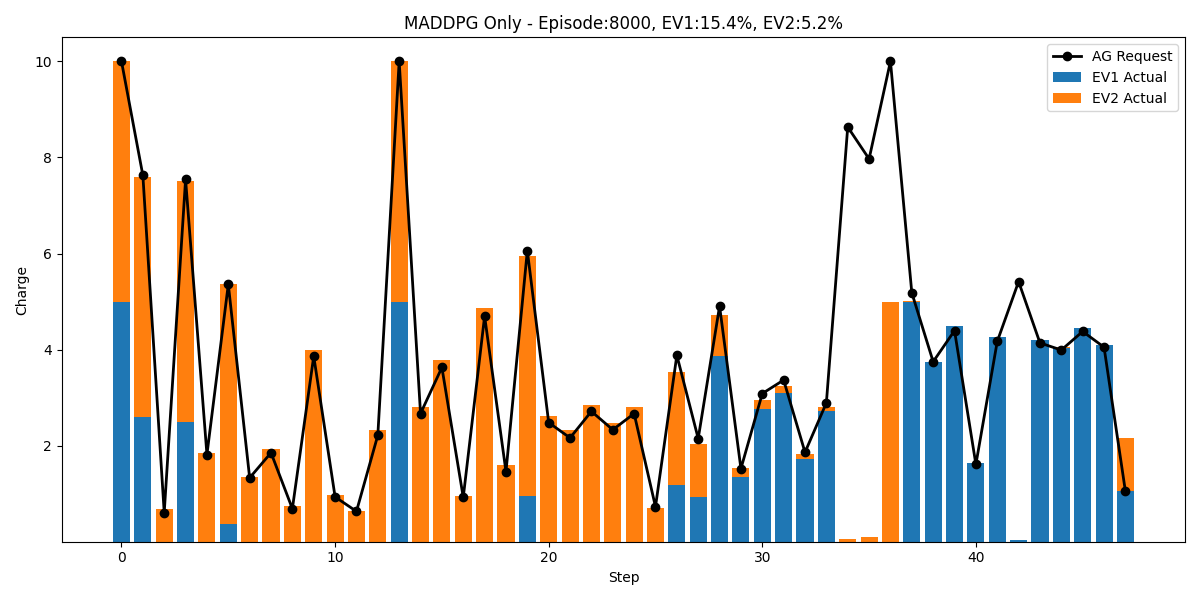 MADDPG Only - Episode:8000, EV1:15.4%, EV2:5.2%
AG Request
EV1 Actual
EV2 Actual
Charge
10
8
6
4
2
0
10
20
30
40
Step